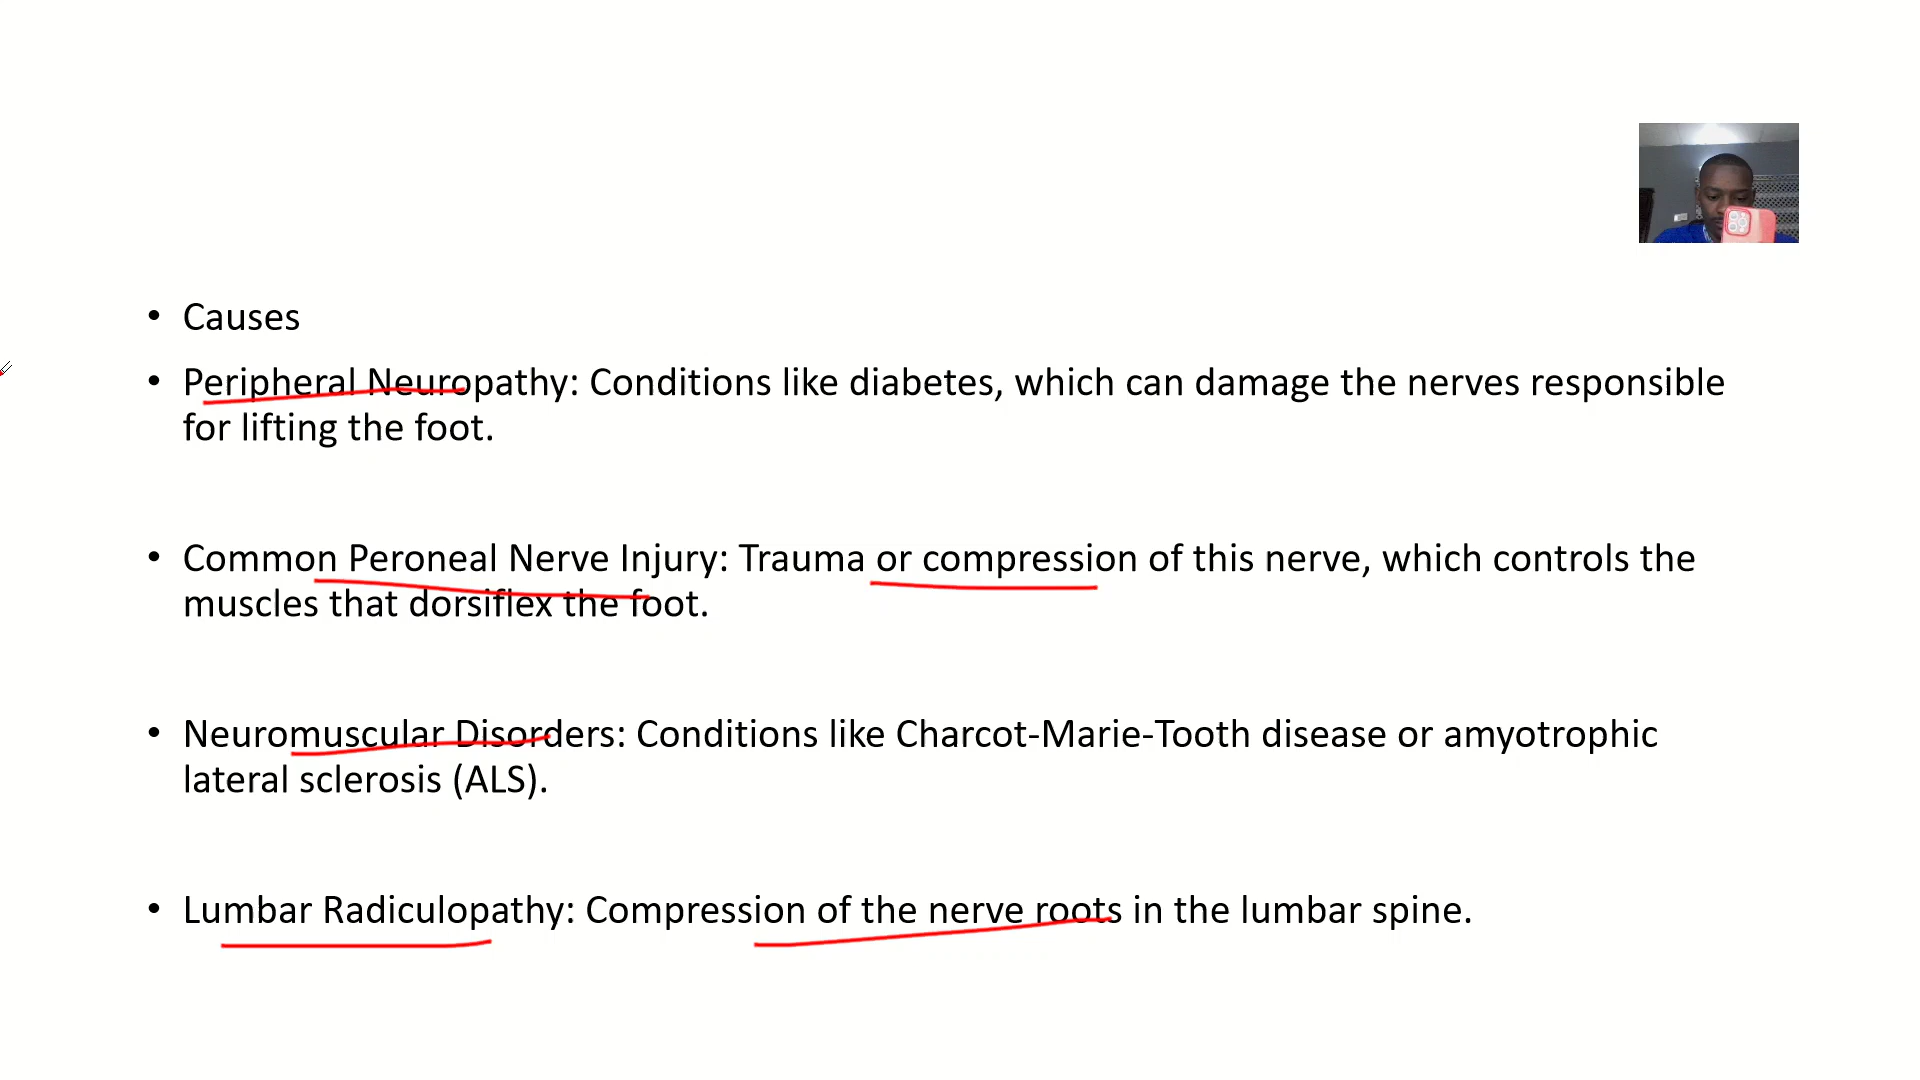 • Causes
• Peripheral Neuropathy: Conditions like diabetes, which can damage the nerves responsible
for lifting the foot.
• Common Peroneal Nerve Injury: Trauma or compression of this nerve, which controls the
muscles that dorsiflex the foot.
• Neuromuscular Disorders: Conditions like Charcot-Marie-Tooth disease or amyotrophic
lateral sclerosis (ALS).
• Lumbar Radiculopathy: Compression of the nerve roots in the lumbar spine.